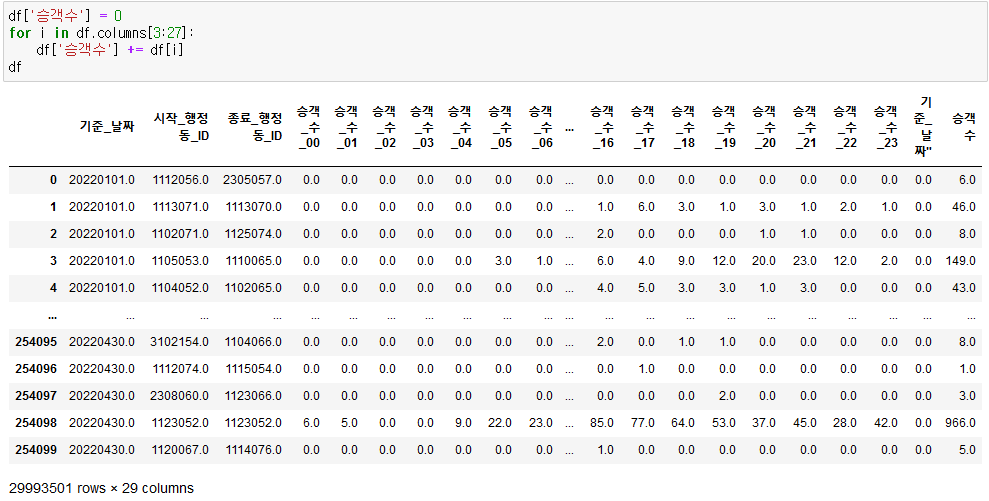 df['승객수'] = 0
for i in df.columns[3:27]:
    df['승객수'] += df[i]
df
기준_날짜 시작_행정동_ID 종료_행정동_ID 승객수_00 승객수_01 승객수_02 승객수_03 승객수_04 승객수_05 승객수_06 ... 승객수_16 승객수_17 승객수_18 승객수_19 승객수_20 승객수_21 승객수_22 승객수_23 기준_날짜" 승객수
0 20220101.0 1112056.0 2305057.0 0.0 0.0 0.0 0.0 0.0 0.0 0.0 ... 0.0 0.0 0.0 0.0 0.0 0.0 0.0 0.0 0.0 6.0
1 20220101.0 1113071.0 1113070.0 0.0 0.0 0.0 0.0 0.0 0.0 0.0 ... 1.0 6.0 3.0 1.0 3.0 1.0 2.0 1.0 0.0 46.0
2 20220101.0 1102071.0 1125074.0 0.0 0.0 0.0 0.0 0.0 0.0 0.0 ... 2.0 0.0 0.0 0.0 1.0 1.0 0.0 0.0 0.0 8.0
3 20220101.0 1105053.0 1110065.0 0.0 0.0 0.0 0.0 0.0 3.0 1.0 ... 6.0 4.0 9.0 12.0 20.0 23.0 12.0 2.0 0.0 149.0
4 20220101.0 1104052.0 1102065.0 0.0 0.0 0.0 0.0 0.0 0.0 0.0 ... 4.0 5.0 3.0 3.0 1.0 3.0 0.0 0.0 0.0 43.0
... ... ... ... ... ... ... ... ... ... ... ... ... ... ... ... ... ... ... ... ... ...
254095 20220430.0 3102154.0 1104066.0 0.0 0.0 0.0 0.0 0.0 0.0 0.0 ... 2.0 0.0 1.0 1.0 0.0 0.0 0.0 0.0 0.0 8.0
254096 20220430.0 1112074.0 1115054.0 0.0 0.0 0.0 0.0 0.0 0.0 0.0 ... 0.0 1.0 0.0 0.0 0.0 0.0 0.0 0.0 0.0 1.0
254097 20220430.0 2308060.0 1123066.0 0.0 0.0 0.0 0.0 0.0 0.0 0.0 ... 0.0 0.0 0.0 2.0 0.0 0.0 0.0 0.0 0.0 3.0
254098 20220430.0 1123052.0 1123052.0 6.0 5.0 0.0 0.0 9.0 22.0 23.0 ... 85.0 77.0 64.0 53.0 37.0 45.0 28.0 42.0 0.0 966.0
254099 20220430.0 1120067.0 1114076.0 0.0 0.0 0.0 0.0 0.0 0.0 0.0 ... 1.0 0.0 0.0 0.0 0.0 0.0 0.0 0.0 0.0 5.0
29993501 rows × 29 columns